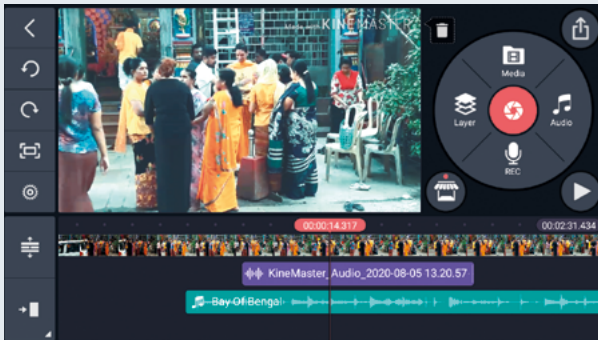 KINEMASTER
Media
Layer
Audio
REC
00:00:14.317
00:02:31.434
KineMaster_Audio_2020-08-05 13.20.57
Bay Of Bengal